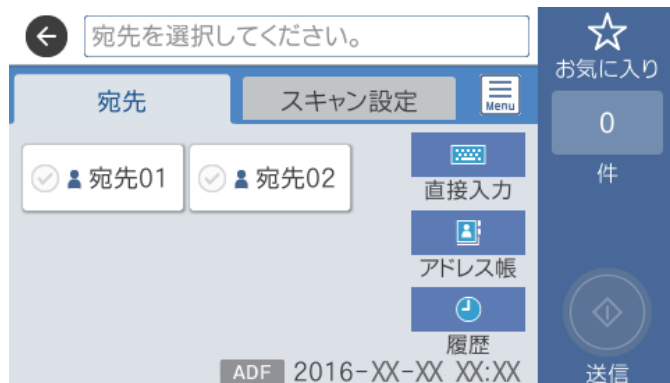 宛先を選択してください。
お気に入り
宛先
スキャン設定
Menu
0
件
宛先01
宛先02
直接入力
アドレス帳
履歴
ADF 2016-XX-XX XX:XX
送信